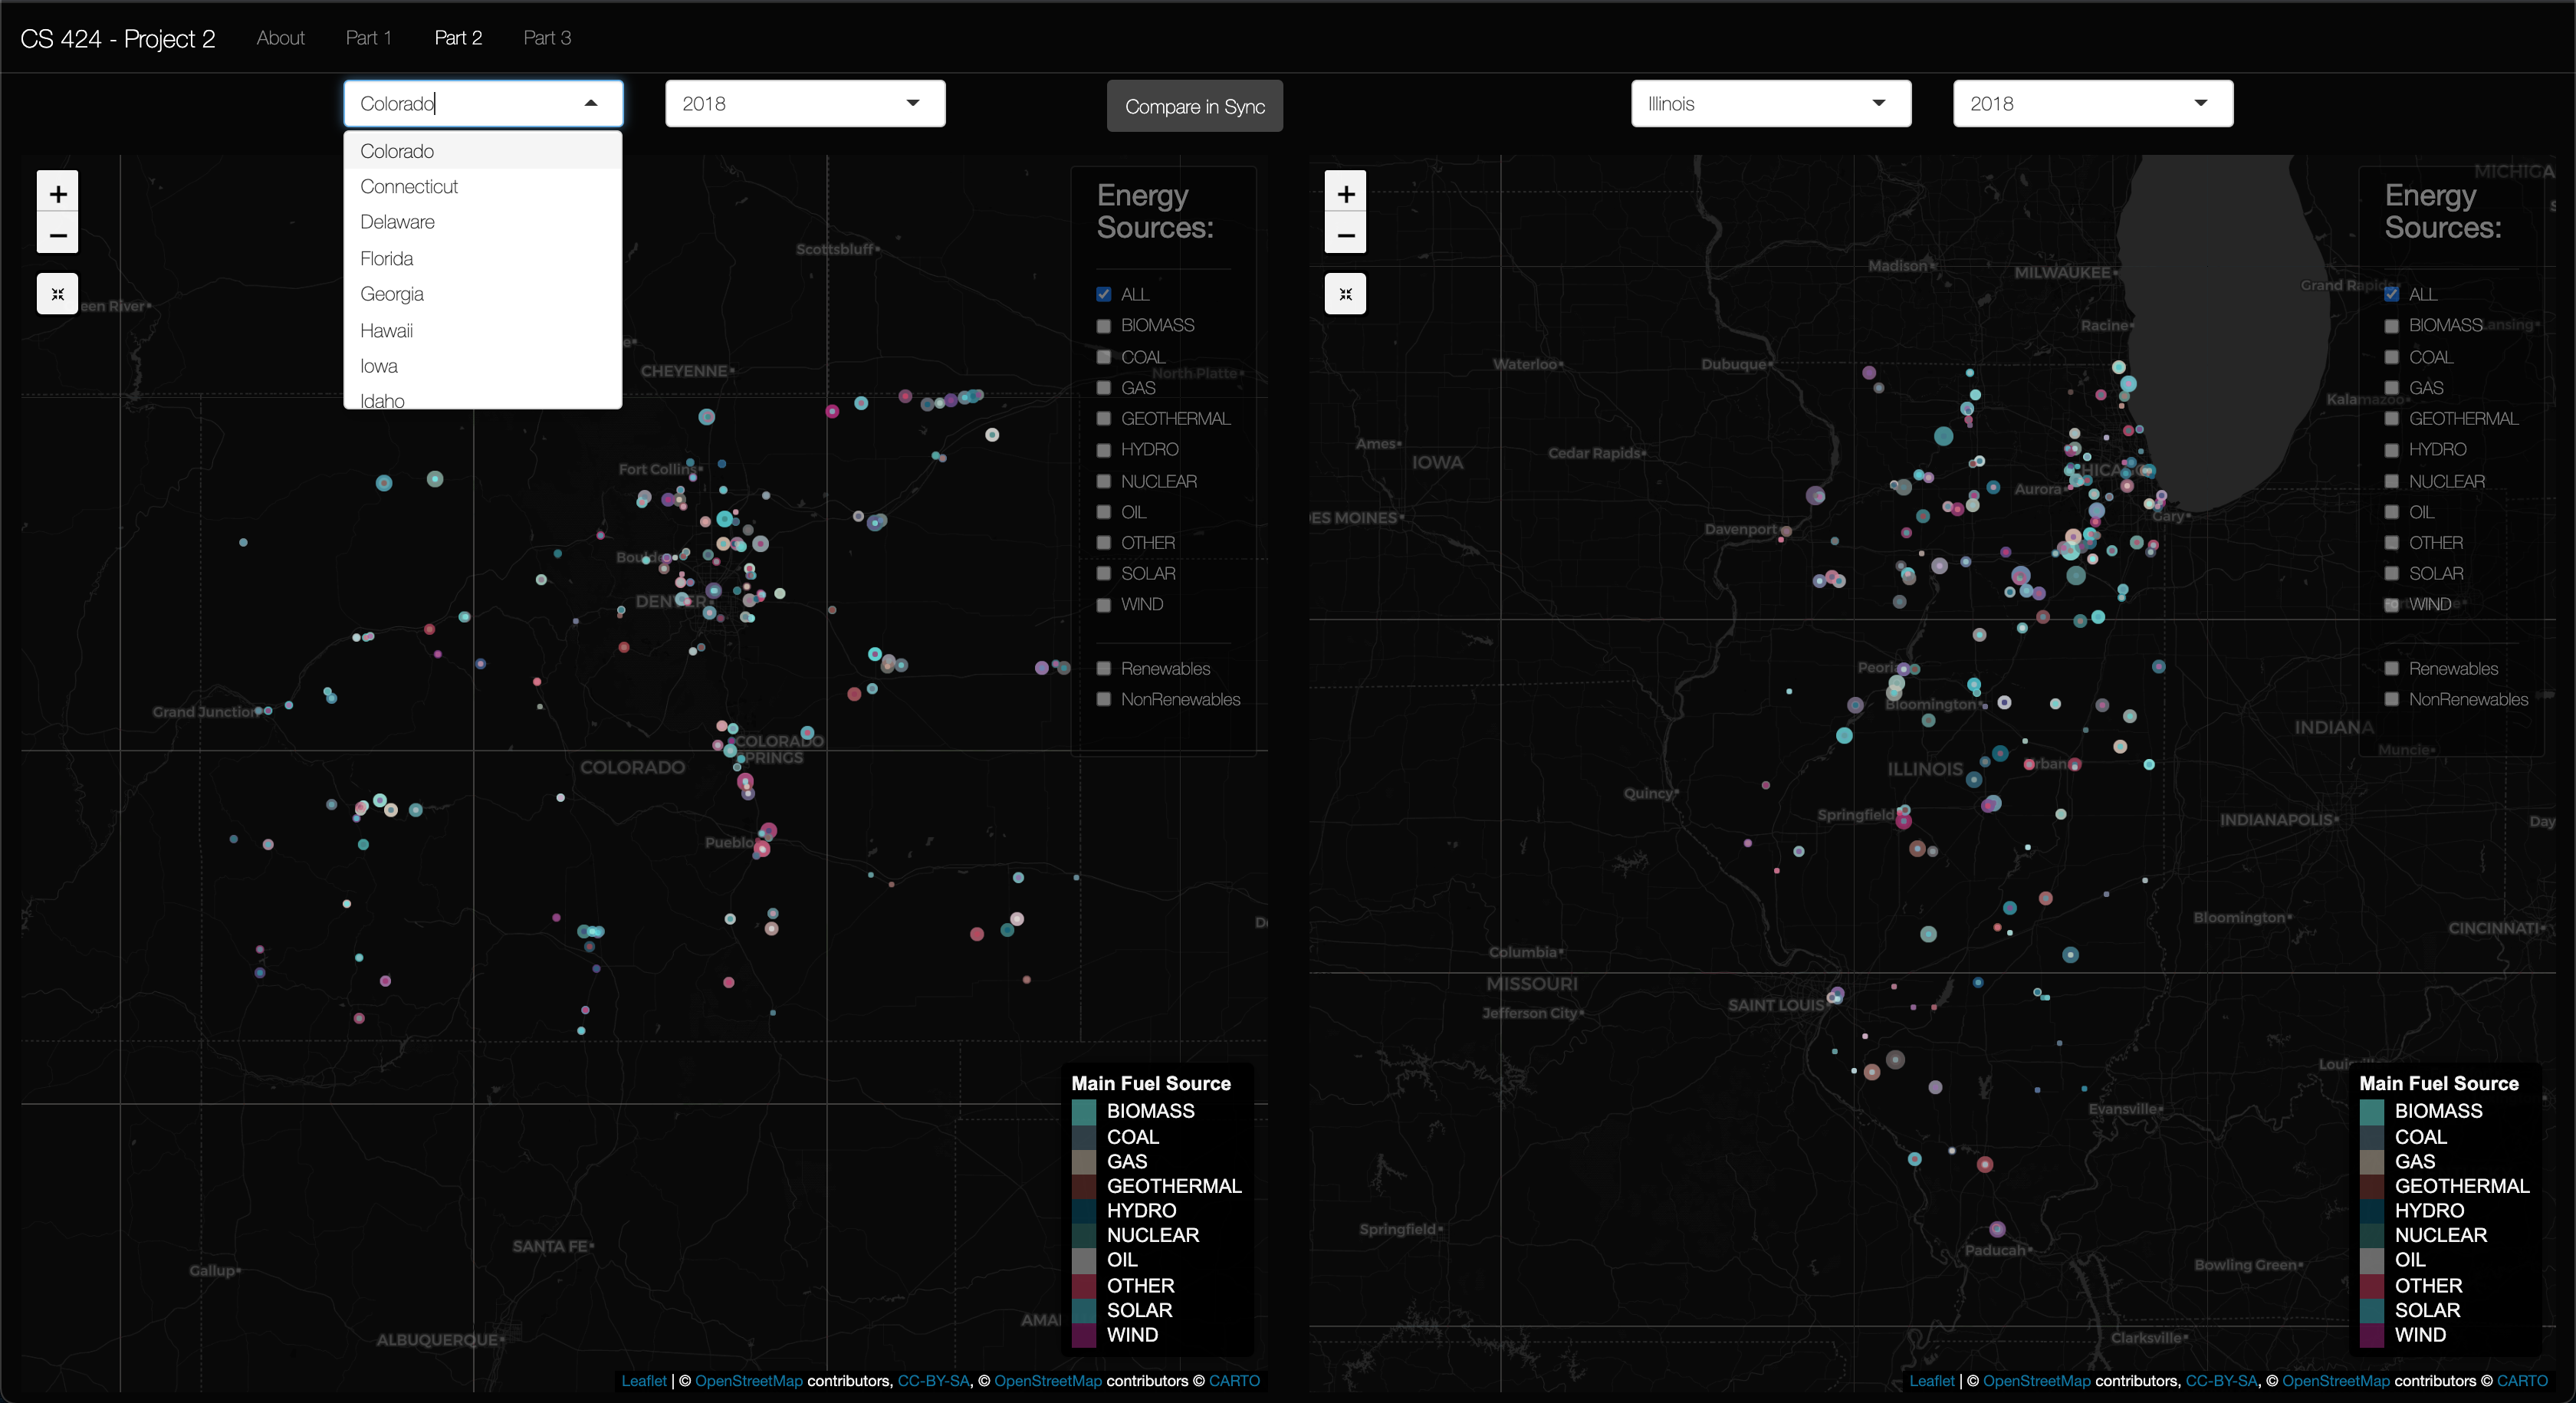 CS 424 - Project 2 About Part 1 Part 2 Part 3
Colorado
2018
Compare in Sync
Illinois
2018
Colorado
Connecticut
Delaware
Florida
Georgia
Hawaii
Iowa
Idaho
+
−
Energy
Sources:
ALL
BIOMASS
COAL
GAS
GEOTHERMAL
HYDRO
NUCLEAR
OIL
OTHER
SOLAR
WIND
Renewables
NonRenewables
Scottsbluff
een River
CHEYENNE
North Platte
Fort Collins
DENVER
Grand Junction
COLORADO
SPRINGS
COLORADO
Pueblo
SANTA FE
Gallup
ALBUQUERQUE
Main Fuel Source
BIOMASS
COAL
GAS
GEOTHERMAL
HYDRO
NUCLEAR
OIL
OTHER
SOLAR
WIND
Leaflet | © OpenStreetMap contributors, CC-BY-SA, © OpenStreetMap contributors © CARTO
+
−
Energy
Sources:
ALL
BIOMASS
COAL
GAS
GEOTHERMAL
HYDRO
NUCLEAR
OIL
OTHER
SOLAR
WIND
Renewables
NonRenewables
MICHIGA
Madison
MILWAUKEE
Grand Rapids
Racine
Lansing
Waterloo
Dubuque
Kalamazoo
Ames
IOWA
Cedar Rapids
Aurora
DES MOINES
Gary
Davenport
Peoria
Bloomington
INDIANA
Muncie
ILLINOIS
Quincy
Springfield
INDIANAPOLIS
Day
Bloomington
CINCINNATI
Columbia
MISSOURI
SAINT LOUIS
Jefferson City
Evansville
Springfield
Paducah
Bowling Green
Clarksville
Main Fuel Source
BIOMASS
COAL
GAS
GEOTHERMAL
HYDRO
NUCLEAR
OIL
OTHER
SOLAR
WIND
Leaflet | © OpenStreetMap contributors, CC-BY-SA, © OpenStreetMap contributors © CARTO